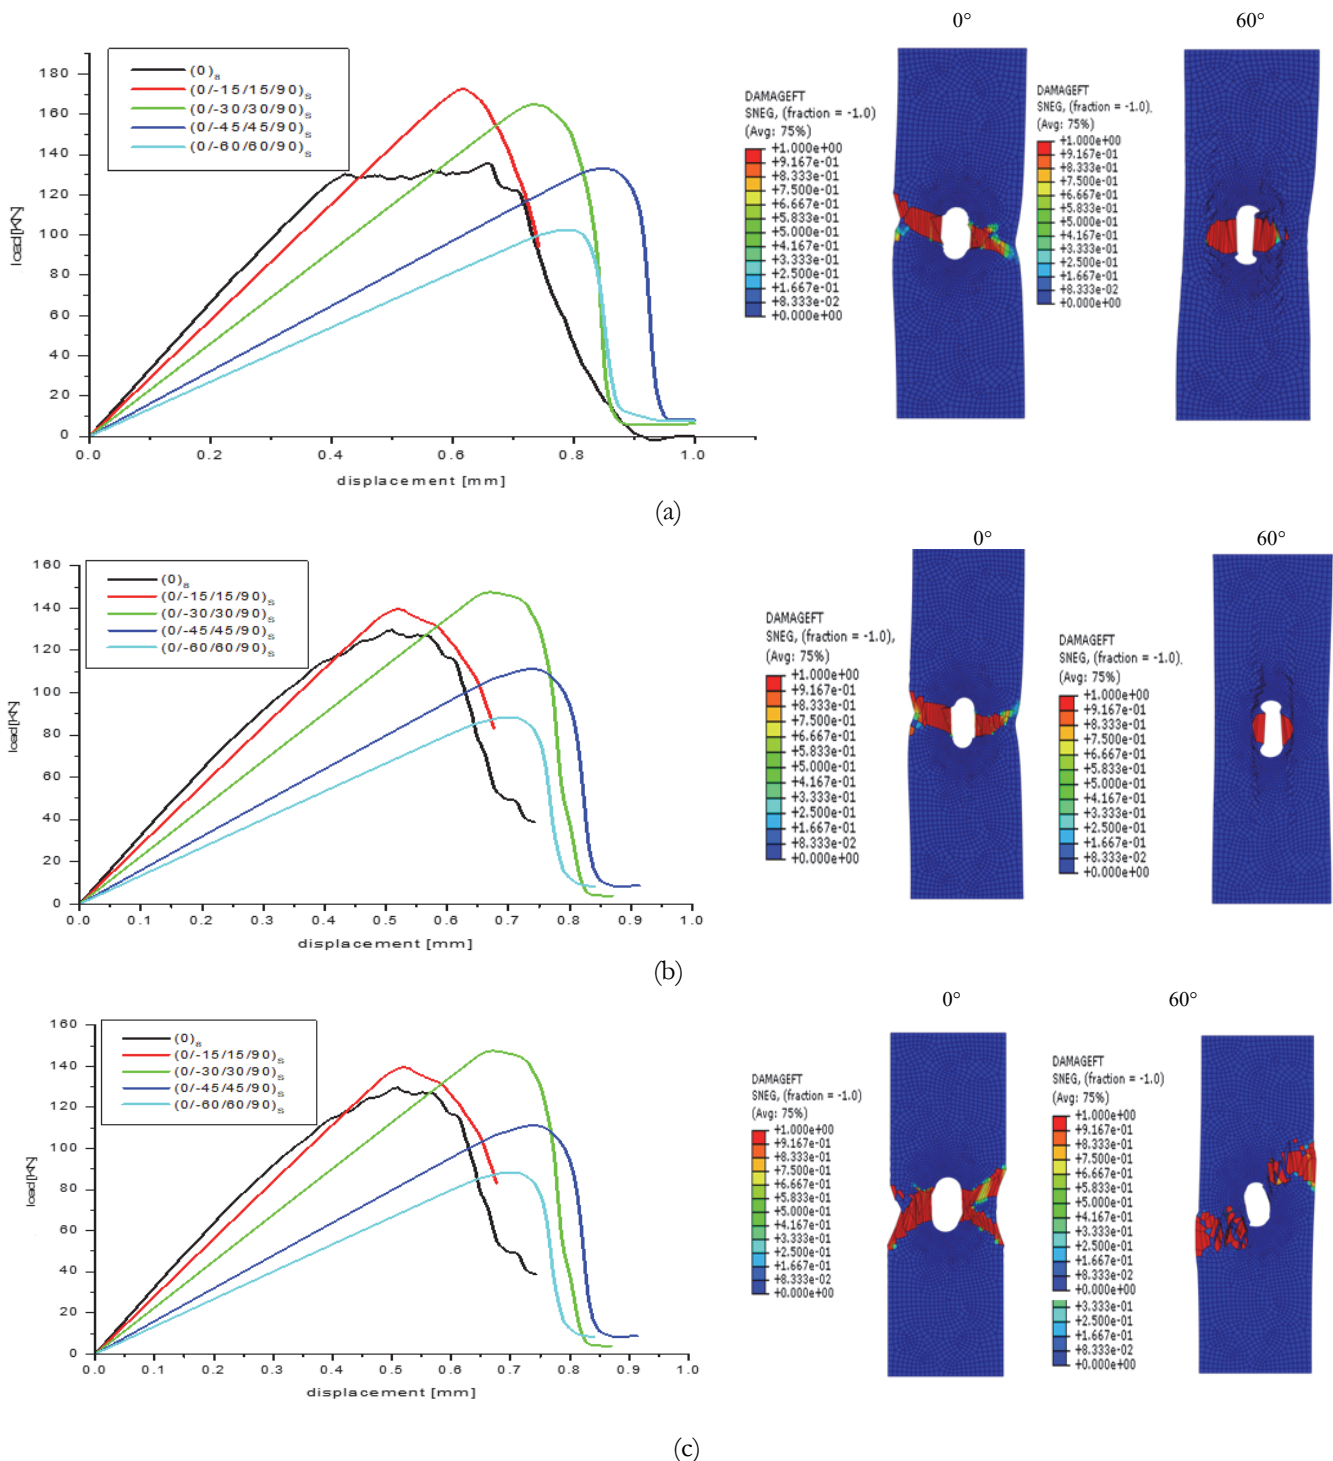 0° 60°
180
160
140
120
100
80
60
40
20
0
load[KN]
(0)8
(0/-15/15/90)S
(0/-30/30/90)S
(0/-45/45/90)S
(0/-60/60/90)S
0.0 0.2 0.4 0.6 0.8 1.0
displacement [mm]
DAMAGEFT
SNEG, (fraction = -1.0)
(Avg: 75%)
+1.000e+00
+9.167e-01
+8.333e-01
+7.500e-01
+6.667e-01
+5.833e-01
+5.000e-01
+4.167e-01
+3.333e-01
+2.500e-01
+1.667e-01
+8.333e-02
+0.000e+00
DAMAGEFT
SNEG, (fraction = -1.0).
(Avg: 75%)
+1.000e+00
+9.167e-01
+8.333e-01
+7.500e-01
+6.667e-01
+5.833e-01
+5.000e-01
+4.167e-01
+3.333e-01
+2.500e-01
+1.667e-01
+8.333e-02
+0.000e+00
(a)
0° 60°
160
140
120
100
80
60
40
20
0
load[KN]
(0)8
(0/-15/15/90)S
(0/-30/30/90)S
(0/-45/45/90)S
(0/-60/60/90)S
0.0 0.1 0.2 0.3 0.4 0.5 0.6 0.7 0.8 0.9 1.0
displacement [mm]
DAMAGEFT
SNEG, (fraction = -1.0),
(Avg: 75%)
+1.000e+00
+9.167e-01
+8.333e-01
+7.500e-01
+6.667e-01
+5.833e-01
+5.000e-01
+4.167e-01
+3.333e-01
+2.500e-01
+1.667e-01
+8.333e-02
+0.000e+00
DAMAGEFT
SNEG, (fraction = -1.0).
(Avg: 75%)
+1.000e+00
+9.167e-01
+8.333e-01
+7.500e-01
+6.667e-01
+5.833e-01
+5.000e-01
+4.167e-01
+3.333e-01
+2.500e-01
+1.667e-01
+8.333e-02
+0.000e+00
(b)
0° 60°
160
140
120
100
80
60
40
20
0
load[KN]
(0)8
(0/-15/15/90)S
(0/-30/30/90)S
(0/-45/45/90)S
(0/-60/60/90)S
0.0 0.1 0.2 0.3 0.4 0.5 0.6 0.7 0.8 0.9 1.0
displacement [mm]
DAMAGEFT
SNEG, (fraction = -1.0)
(Avg: 75%)
+1.000e+00
+9.167e-01
+8.333e-01
+7.500e-01
+6.667e-01
+5.833e-01
+5.000e-01
+4.167e-01
+3.333e-01
+2.500e-01
+1.667e-01
+8.333e-02
+0.000e+00
DAMAGEFT
SNEG, (fraction = -1.0)
(Avg: 75%)
+1.000e+00
+9.167e-01
+8.333e-01
+7.500e-01
+6.667e-01
+5.833e-01
+5.000e-01
+4.167e-01
+3.333e-01
+2.500e-01
+1.667e-01
+8.333e-02
+0.000e+00
+3.333e-01
+2.500e-01
+1.667e-01
+8.333e-02
+0.000e+00
(c)